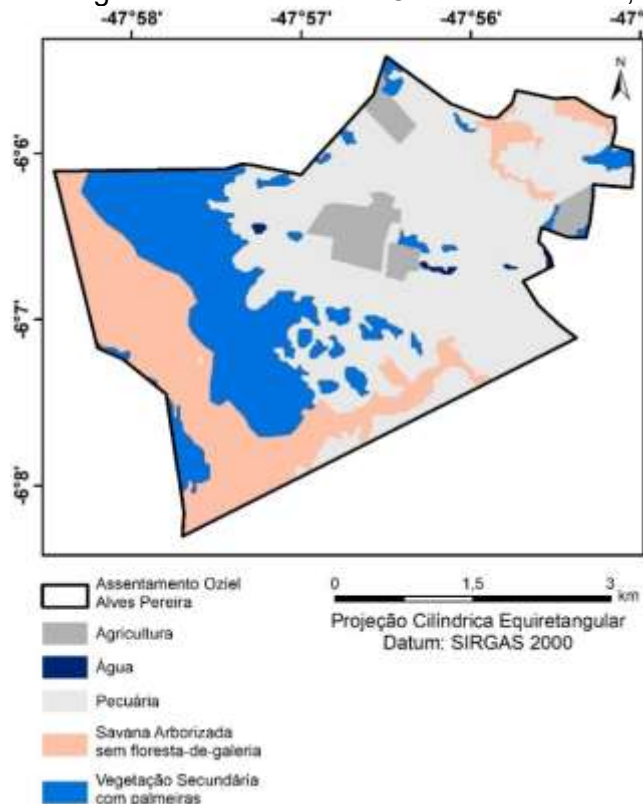 -47°58' -47°57' -47°56'
N
-6°6'
-6°7'
-6°8'
Assentamento Oziel
Alves Pereira
Agricultura
Água
Pecuária
Savana Arborizada
sem floresta-de-galeria
Vegetação Secundária
com palmeiras
0 1,5 3
km
Projeção Cilíndrica Equiretangular
Datum: SIRGAS 2000